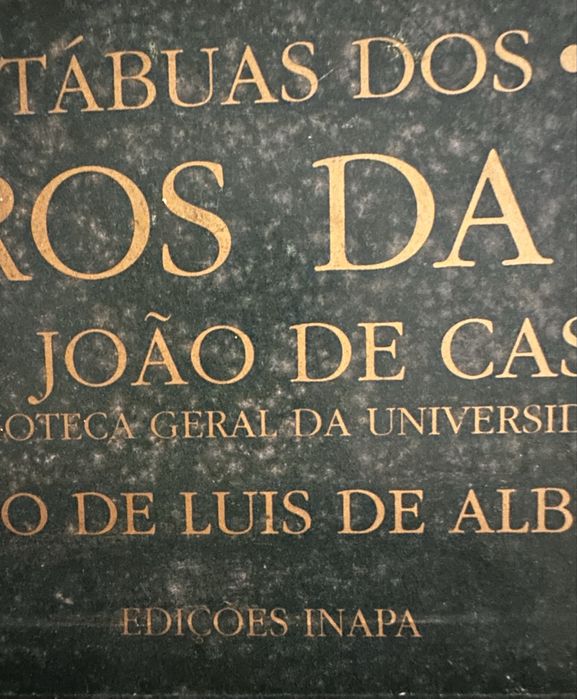 TÁBUAS DOS •
ROS DA
JOÃO DE CAS
OTECA GERAL DA UNIVERSID
O DE LUIS DE ALB
EDIÇÕES INAPA